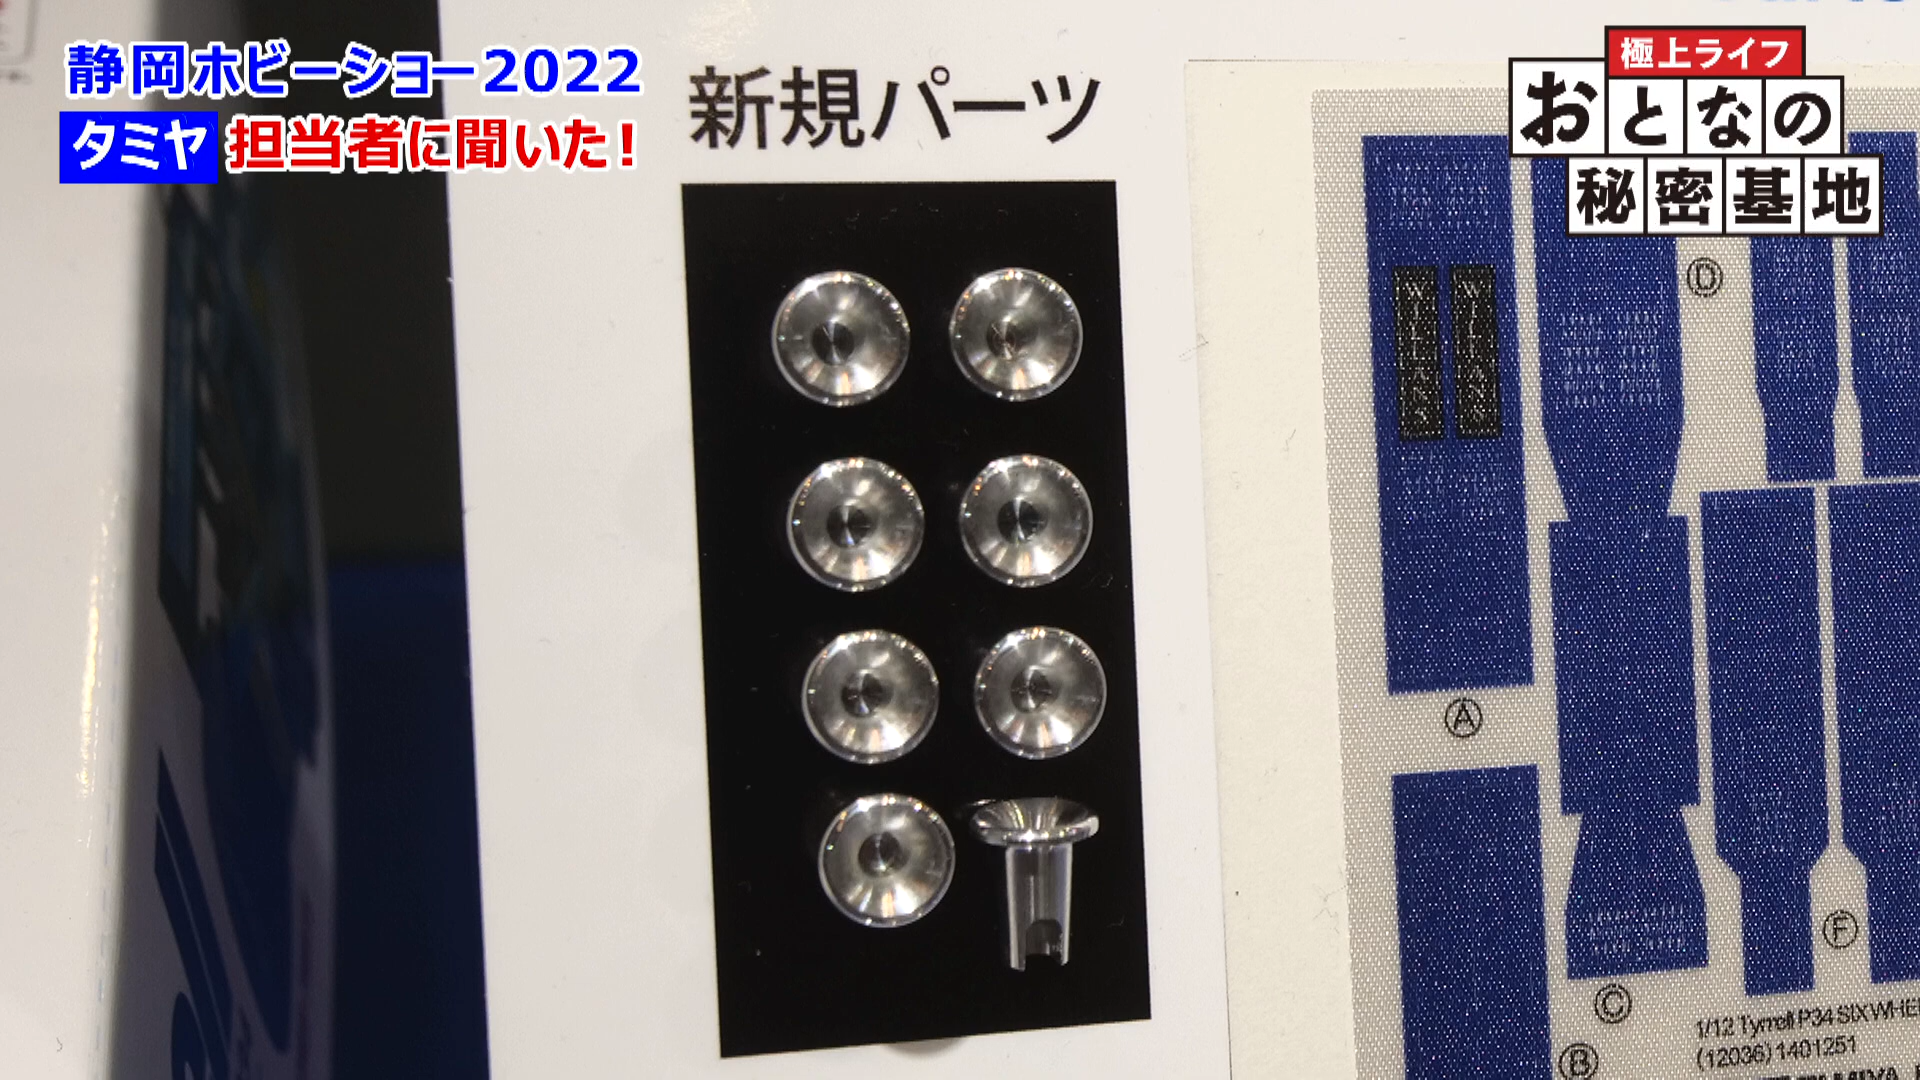 静岡ホビーショー2022
タミヤ 担当者に聞いた!
新規パーツ
極上ライフ
おとなの
秘密基地
WILLANS
WILLANS
D
A
F
C
B
1/12 Tyrrell P34 SIX WHE
(12036) 1401251